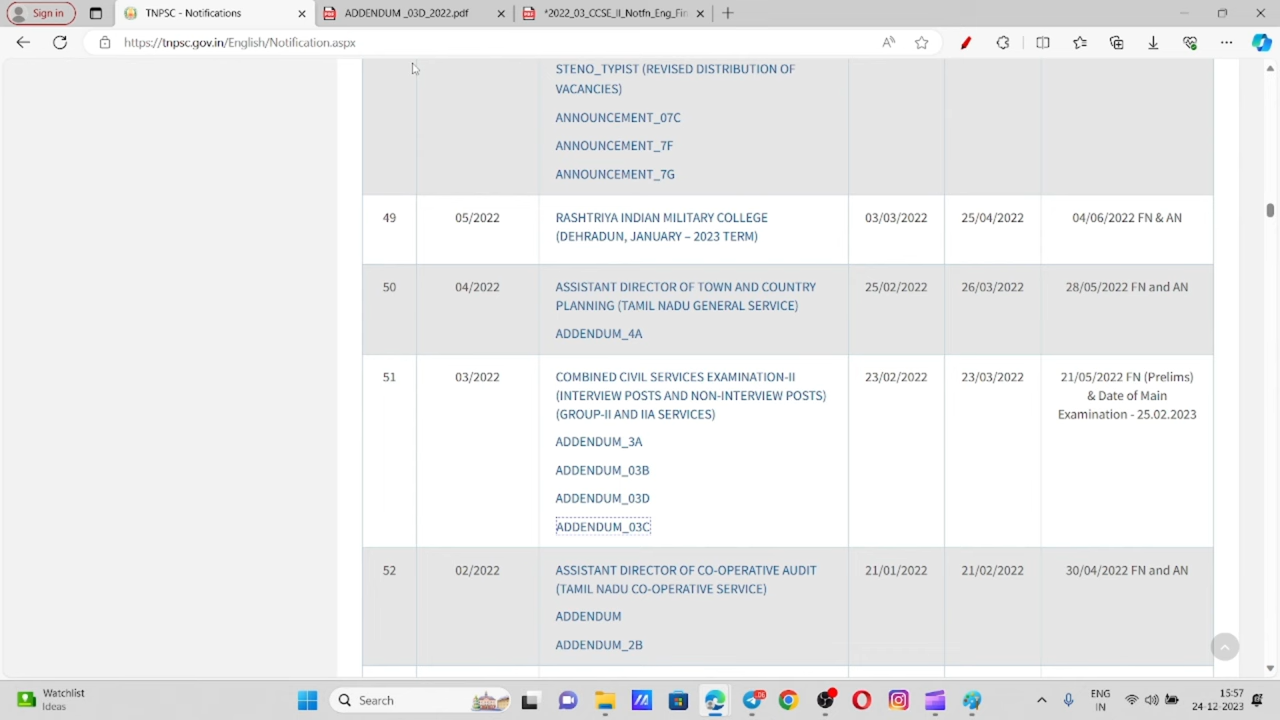 Sign in
TNPSC - Notifications
ADDENDUM _03D_2022.pdf
*2022_03_CCSE_II_Notfn_Eng_Fin
https://tnpsc.gov.in/English/Notification.aspx
STENO_TYPIST (REVISED DISTRIBUTION OF
VACANCIES)
ANNOUNCEMENT_07C
ANNOUNCEMENT_7F
ANNOUNCEMENT_7G
49 05/2022 RASHTRIYA INDIAN MILITARY COLLEGE 03/03/2022 25/04/2022 04/06/2022 FN & AN
(DEHRADUN, JANUARY – 2023 TERM)
50 04/2022 ASSISTANT DIRECTOR OF TOWN AND COUNTRY 25/02/2022 26/03/2022 28/05/2022 FN and AN
PLANNING (TAMIL NADU GENERAL SERVICE)
ADDENDUM_4A
51 03/2022 COMBINED CIVIL SERVICES EXAMINATION-II 23/02/2022 23/03/2022 21/05/2022 FN (Prelims)
(INTERVIEW POSTS AND NON-INTERVIEW POSTS) & Date of Main
(GROUP-II AND IIA SERVICES) Examination - 25.02.2023
ADDENDUM_3A
ADDENDUM_03B
ADDENDUM_03D
ADDENDUM_03C
52 02/2022 ASSISTANT DIRECTOR OF CO-OPERATIVE AUDIT 21/01/2022 21/02/2022 30/04/2022 FN and AN
(TAMIL NADU CO-OPERATIVE SERVICE)
ADDENDUM
ADDENDUM_2B
Watchlist
Ideas
Search
ENG
IN
15:57
24-12-2023